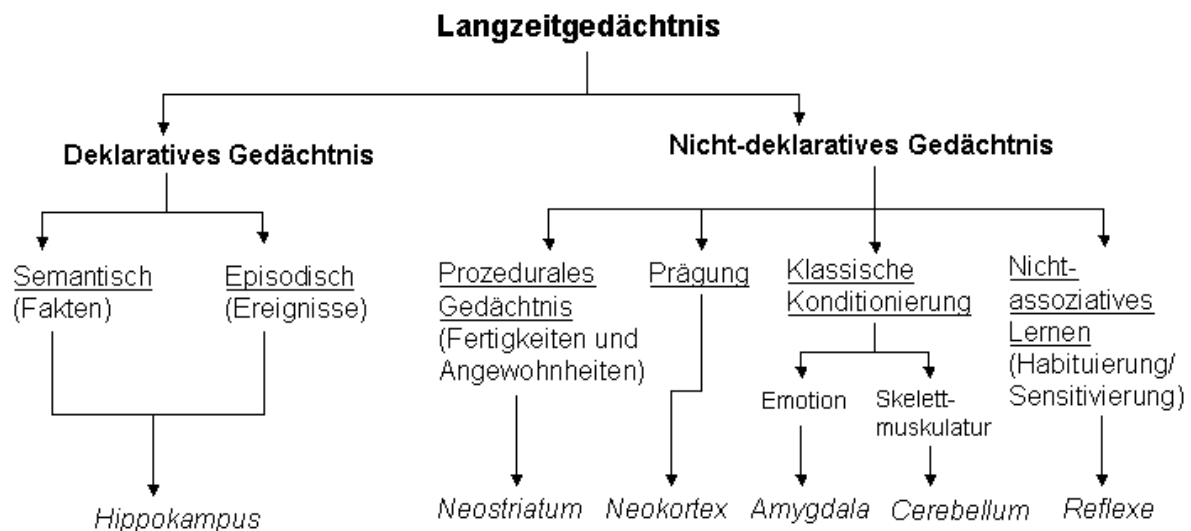 Langzeitgedächtnis
Deklaratives Gedächtnis
Nicht-deklaratives Gedächtnis
Semantisch
(Fakten)
Episodisch
(Ereignisse)
Prozedurales
Gedächtnis
(Fertigkeiten und
Angewohnheiten)
Prägung
Klassische
Konditionierung
Nicht-
assoziatives
Lernen
(Habituierung/
Sensitivierung)
Emotion
Skelett-
muskulatur
Hippokampus
Neostriatum
Neokortex
Amygdala
Cerebellum
Reflexe